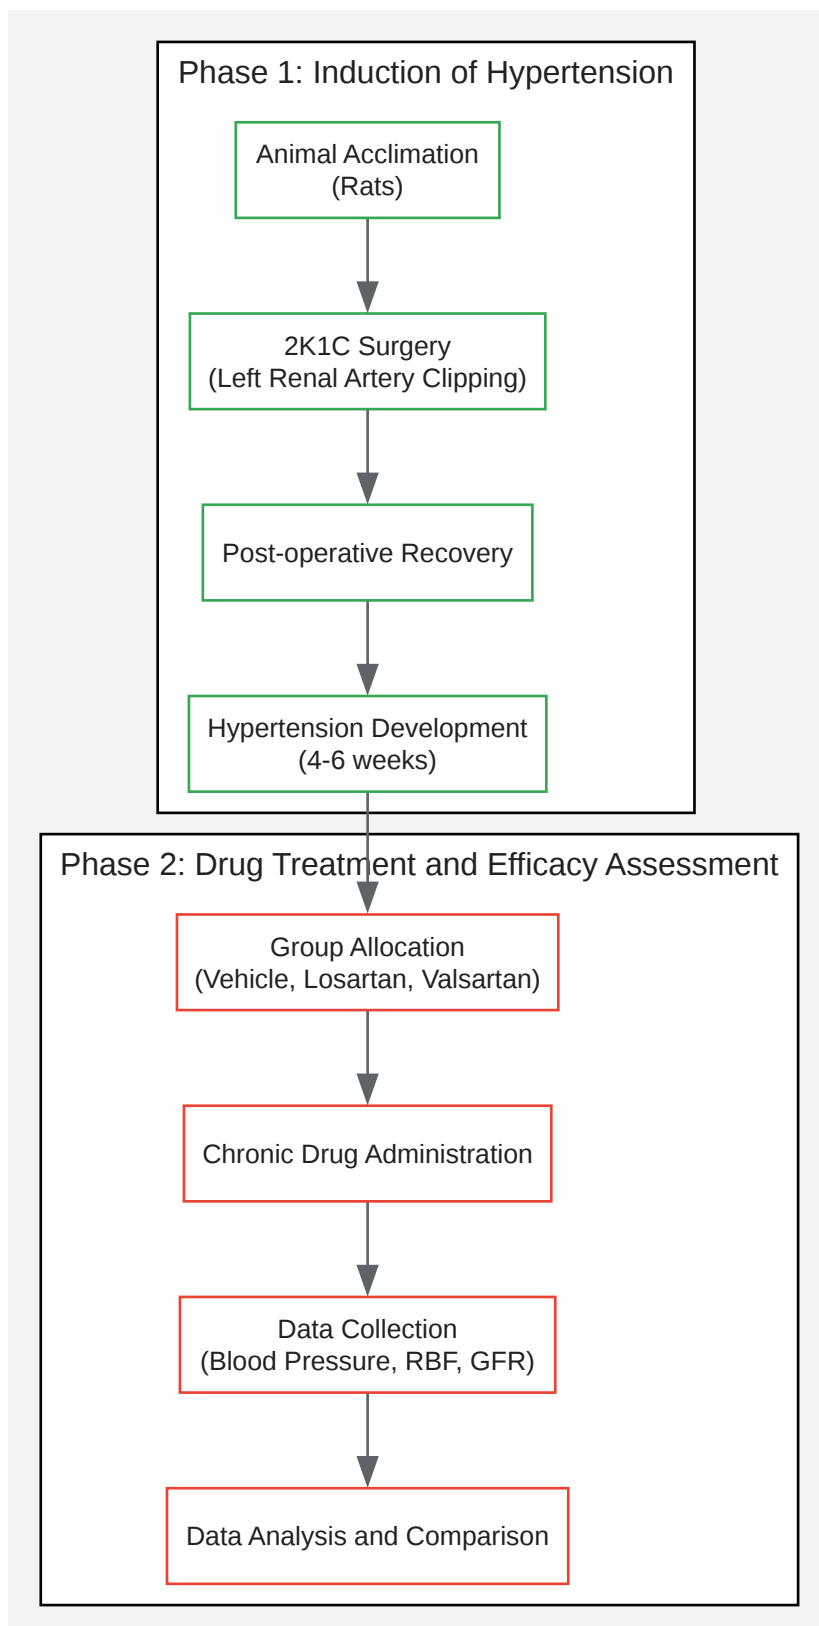 Phase 1: Induction of Hypertension
Animal Acclimation
(Rats)
2K1C Surgery
(Left Renal Artery Clipping)
Post-operative Recovery
Hypertension Development
(4-6 weeks)
Phase 2: Drug Treatment and Efficacy Assessment
Group Allocation
(Vehicle, Losartan, Valsartan)
Chronic Drug Administration
Data Collection
(Blood Pressure, RBF, GFR)
Data Analysis and Comparison